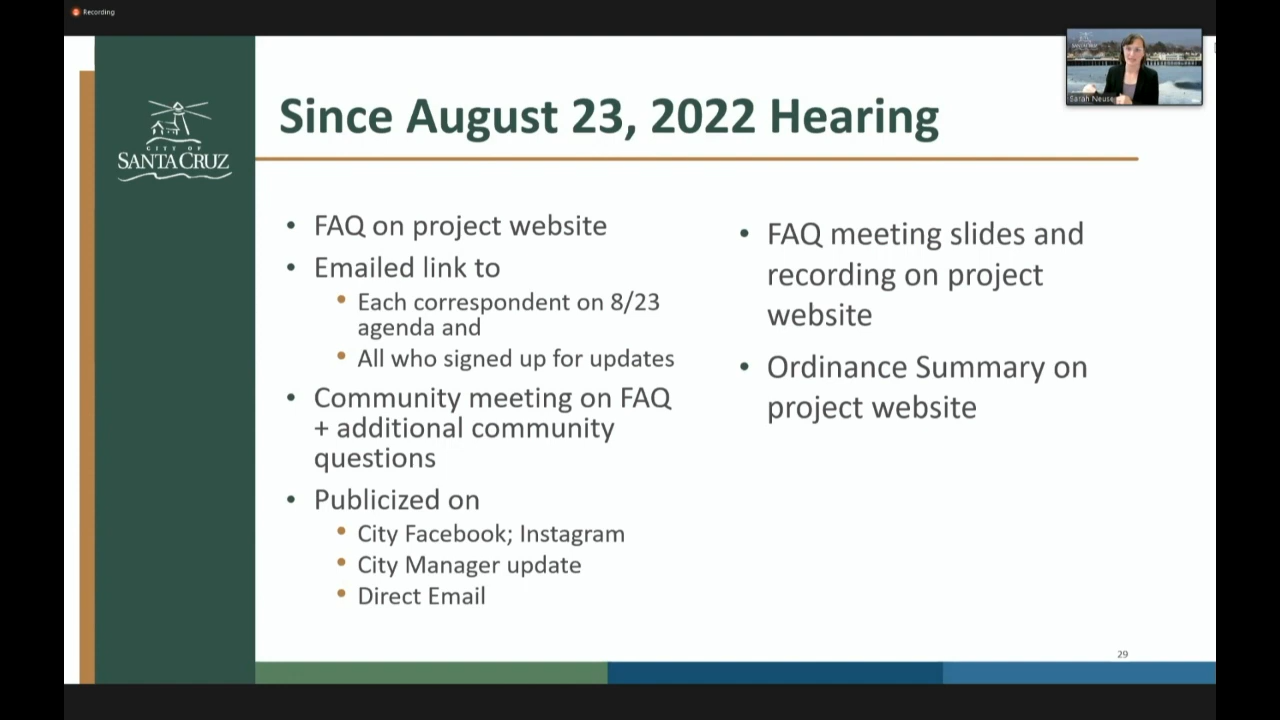 Recording
SANTA CRUZ
Sarah Neuse
CITY OF
SANTA CRUZ
Since August 23, 2022 Hearing
• FAQ on project website
• Emailed link to
• Each correspondent on 8/23
agenda and
• All who signed up for updates
• Community meeting on FAQ
+ additional community
questions
• Publicized on
• City Facebook; Instagram
• City Manager update
• Direct Email
• FAQ meeting slides and
recording on project
website
• Ordinance Summary on
project website
29